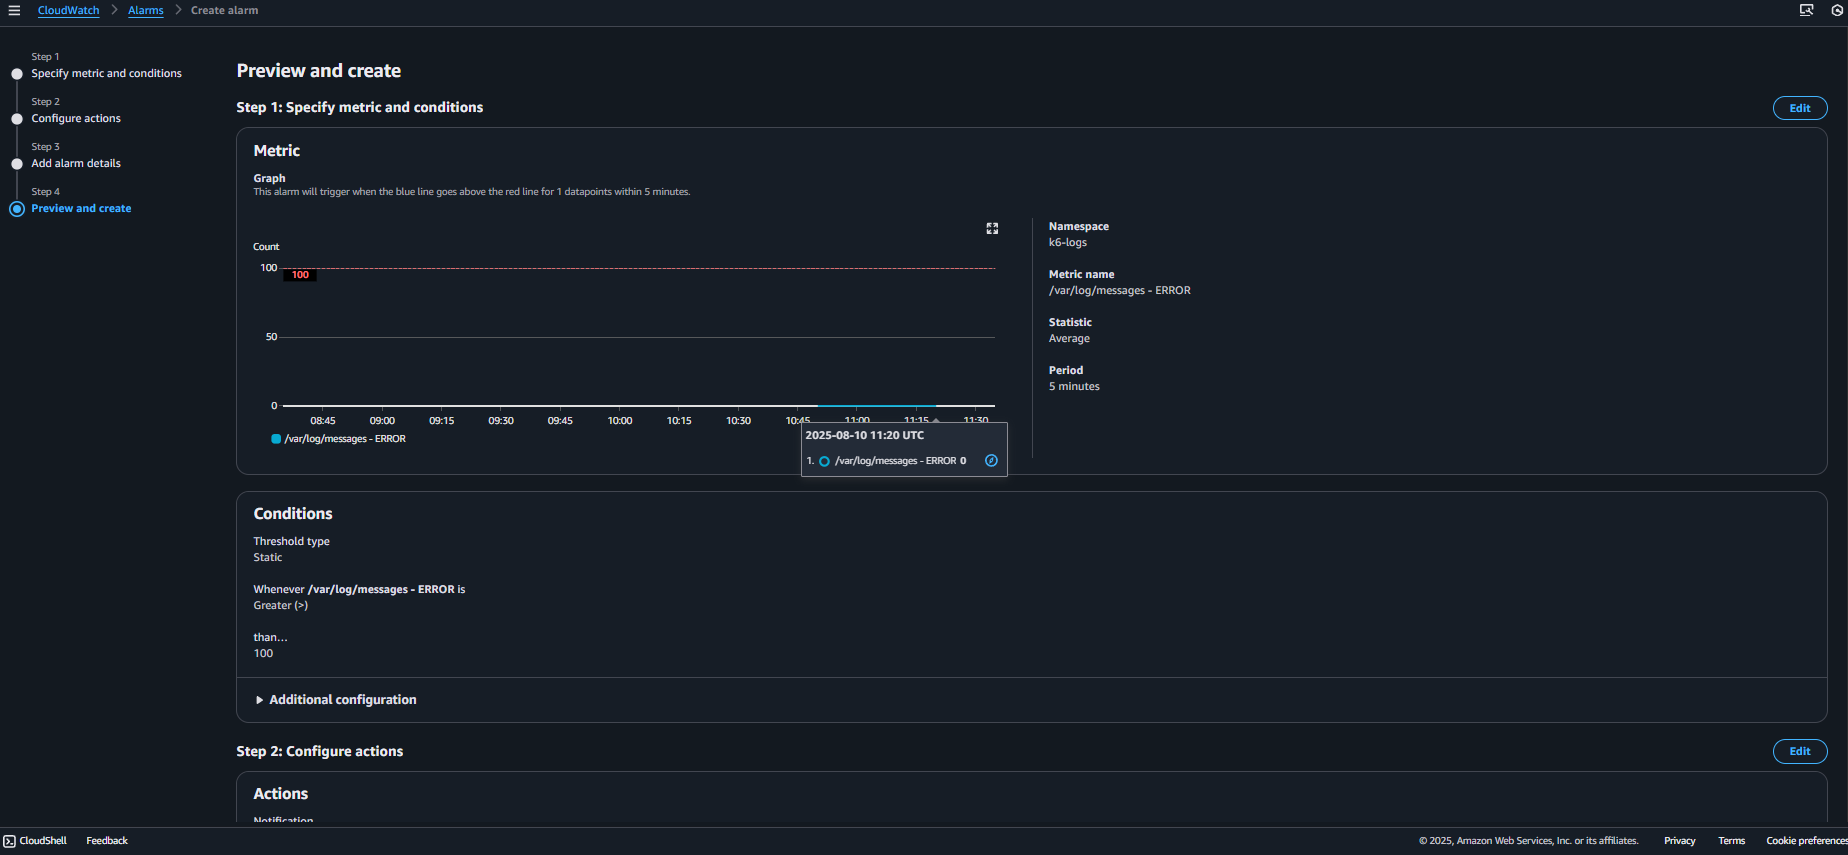 CloudWatch > Alarms > Create alarm
Step 1
Specify metric and conditions
Step 2
Configure actions
Step 3
Add alarm details
Step 4
Preview and create
Preview and create
Step 1: Specify metric and conditions
Edit
Metric
Graph
This alarm will trigger when the blue line goes above the red line for 1 datapoints within 5 minutes.
Count
100
100
50
0
08:45 09:00 09:15 09:30 09:45 10:00 10:15 10:30 10:45 11:00 11:15 11:30
/var/log/messages - ERROR
2025-08-10 11:20 UTC
1. /var/log/messages - ERROR 0
Namespace
k6-logs
Metric name
/var/log/messages - ERROR
Statistic
Average
Period
5 minutes
Conditions
Threshold type
Static
Whenever /var/log/messages - ERROR is
Greater (>)
than...
100
Additional configuration
Step 2: Configure actions
Edit
Actions
Notification
CloudShell Feedback
© 2025, Amazon Web Services, Inc. or its affiliates. Privacy Terms Cookie preferences